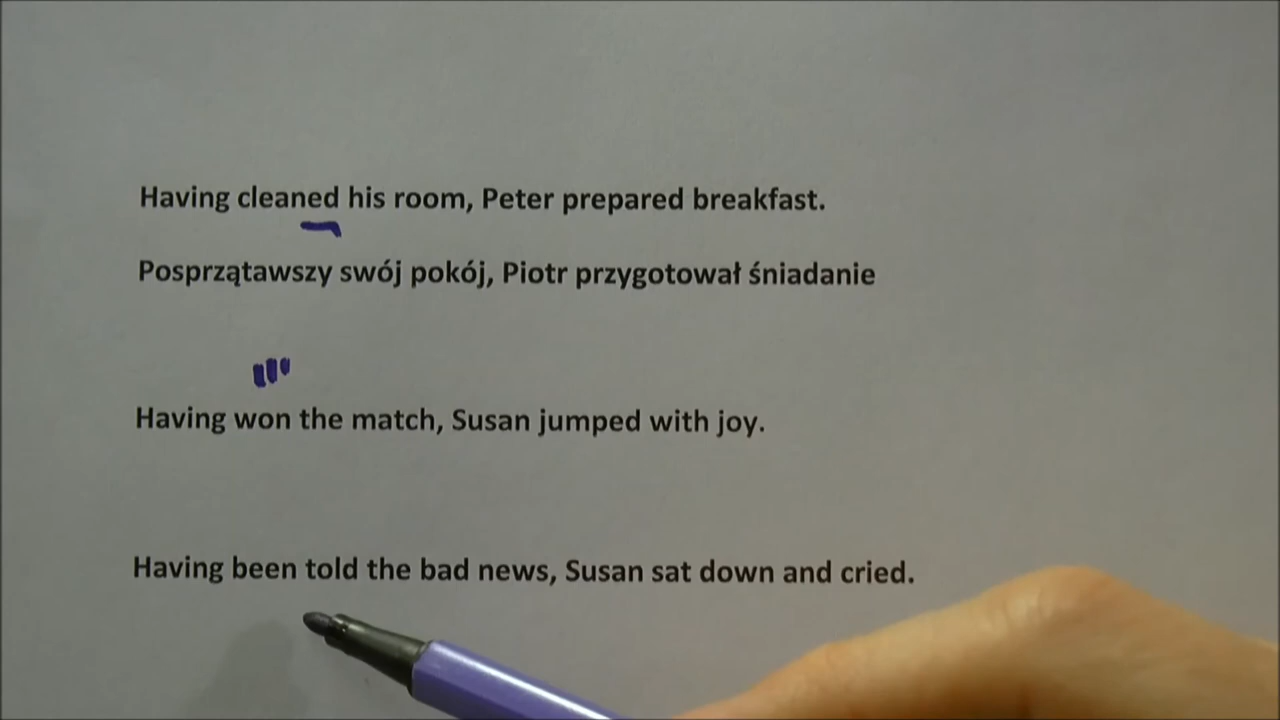 Having cleaned his room, Peter prepared breakfast.
Posprzątawszy swój pokój, Piotr przygotował śniadanie
Having won the match, Susan jumped with joy.
Having been told the bad news, Susan sat down and cried.